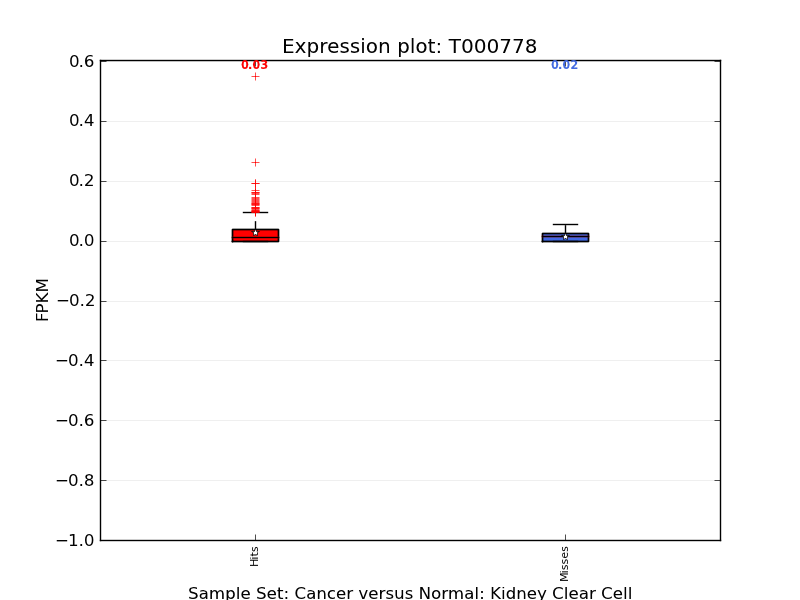 Expression plot: T000778
0.03
0.02
0.6
0.4
0.2
0.0
−0.2
−0.4
−0.6
−0.8
−1.0
FPKM
Hits
Misses
Sample Set: Cancer versus Normal: Kidney Clear Cell